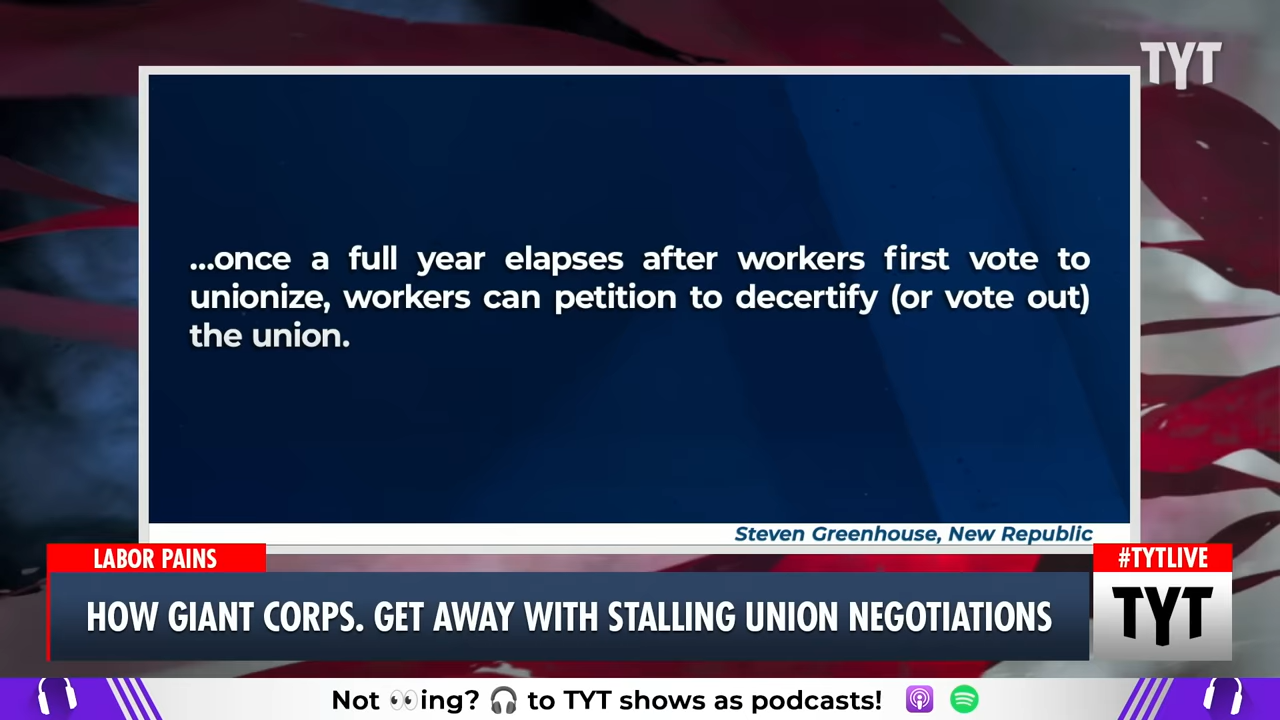 TYT
...once a full year elapses after workers first vote to
unionize, workers can petition to decertify (or vote out)
the union.
Steven Greenhouse, New Republic
LABOR PAINS
#TYTLIVE
HOW GIANT CORPS. GET AWAY WITH STALLING UNION NEGOTIATIONS
TYT
Not 👀ing? 🎧 to TYT shows as podcasts!